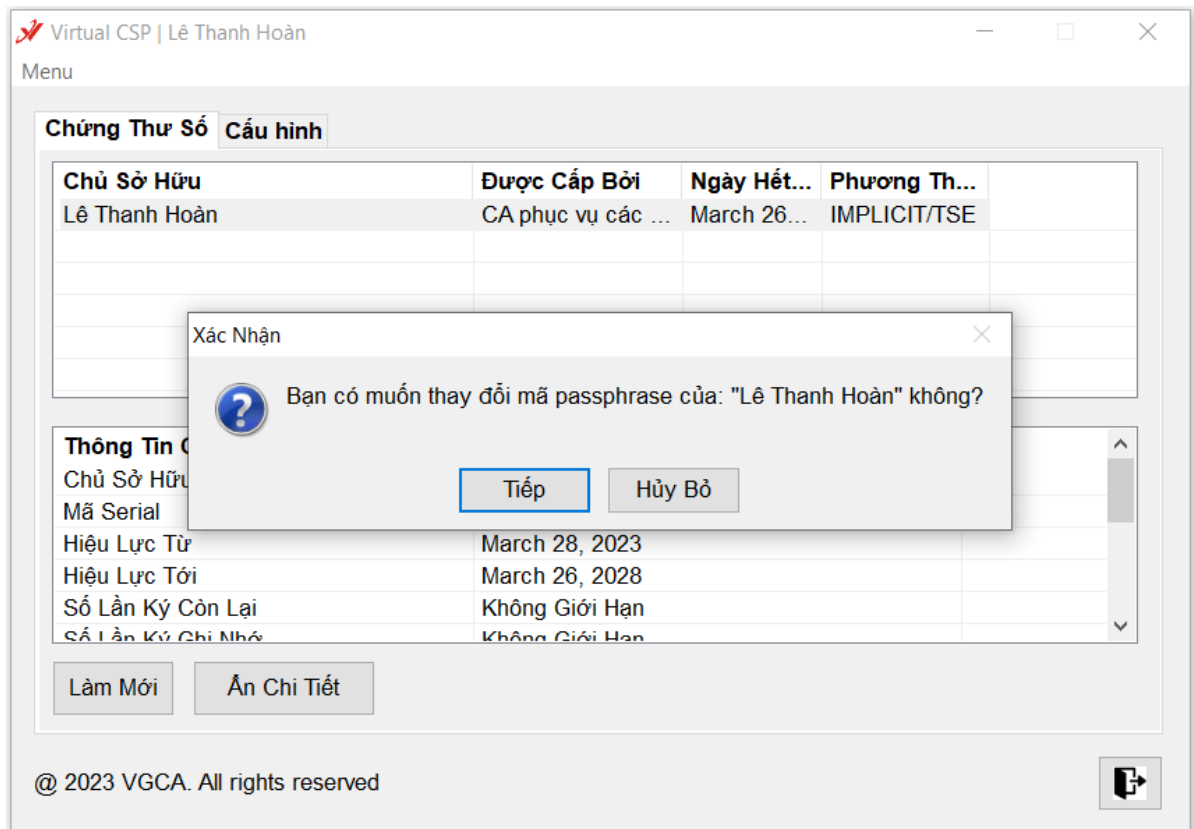 Virtual CSP | Lê Thanh Hoàn
Menu
Chứng Thư Số Cấu hình
Chủ Sở Hữu Được Cấp Bởi Ngày Hết... Phương Th...
Lê Thanh Hoàn CA phục vụ các ... March 26... IMPLICIT/TSE
Xác Nhận
Bạn có muốn thay đổi mã passphrase của: "Lê Thanh Hoàn" không?
Tiếp Hủy Bỏ
Thông Tin
Chủ Sở Hữu
Mã Serial
Hiệu Lực Từ March 28, 2023
Hiệu Lực Tới March 26, 2028
Số Lần Ký Còn Lại Không Giới Hạn
Số Lần Ký Ghi Nhớ Không Giới Hạn
Làm Mới Ẩn Chi Tiết
@ 2023 VGCA. All rights reserved